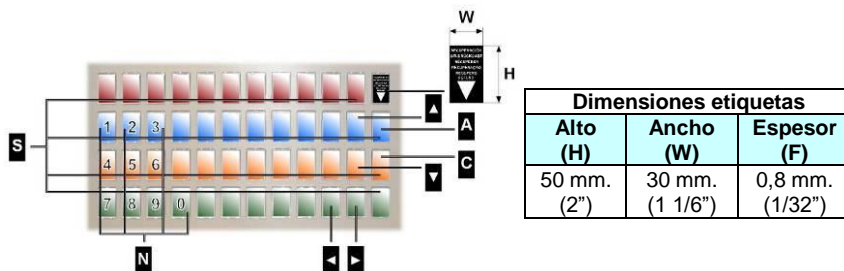 W
H
S
1 2 3
A
4 5 6
C
7 8 9 0
N
Dimensiones etiquetas
Alto (H)
Ancho (W)
Espesor (F)
50 mm. (2”)
30 mm. (1 1/6”)
0,8 mm. (1/32”)